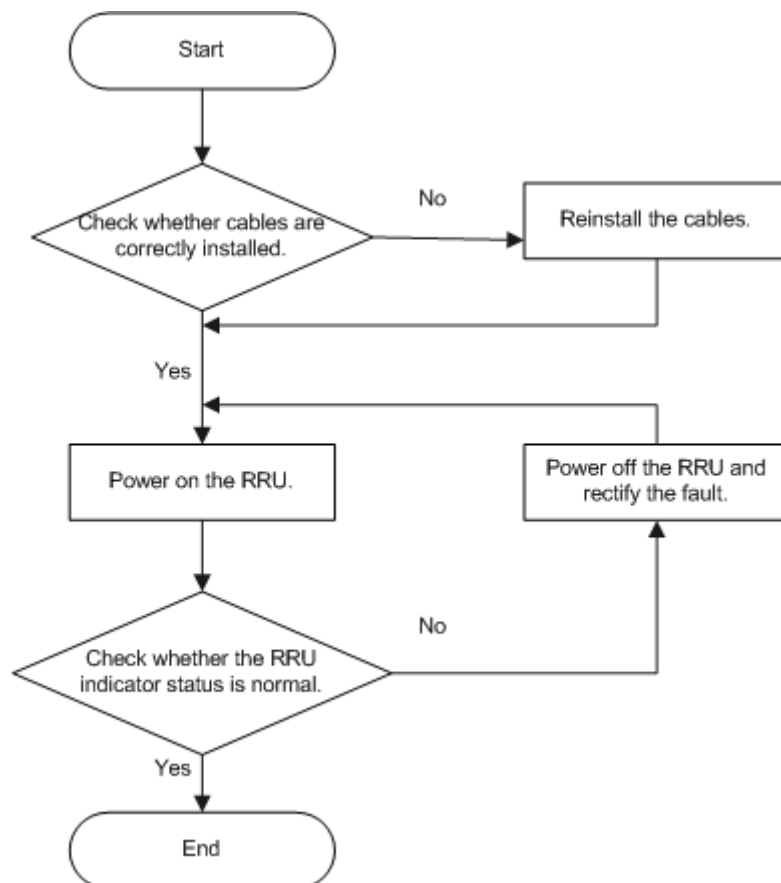 Start
Check whether cables are
correctly installed.
No
Reinstall the cables.
Yes
Power on the RRU.
Power off the RRU and
rectify the fault.
Check whether the RRU
indicator status is normal.
No
Yes
End